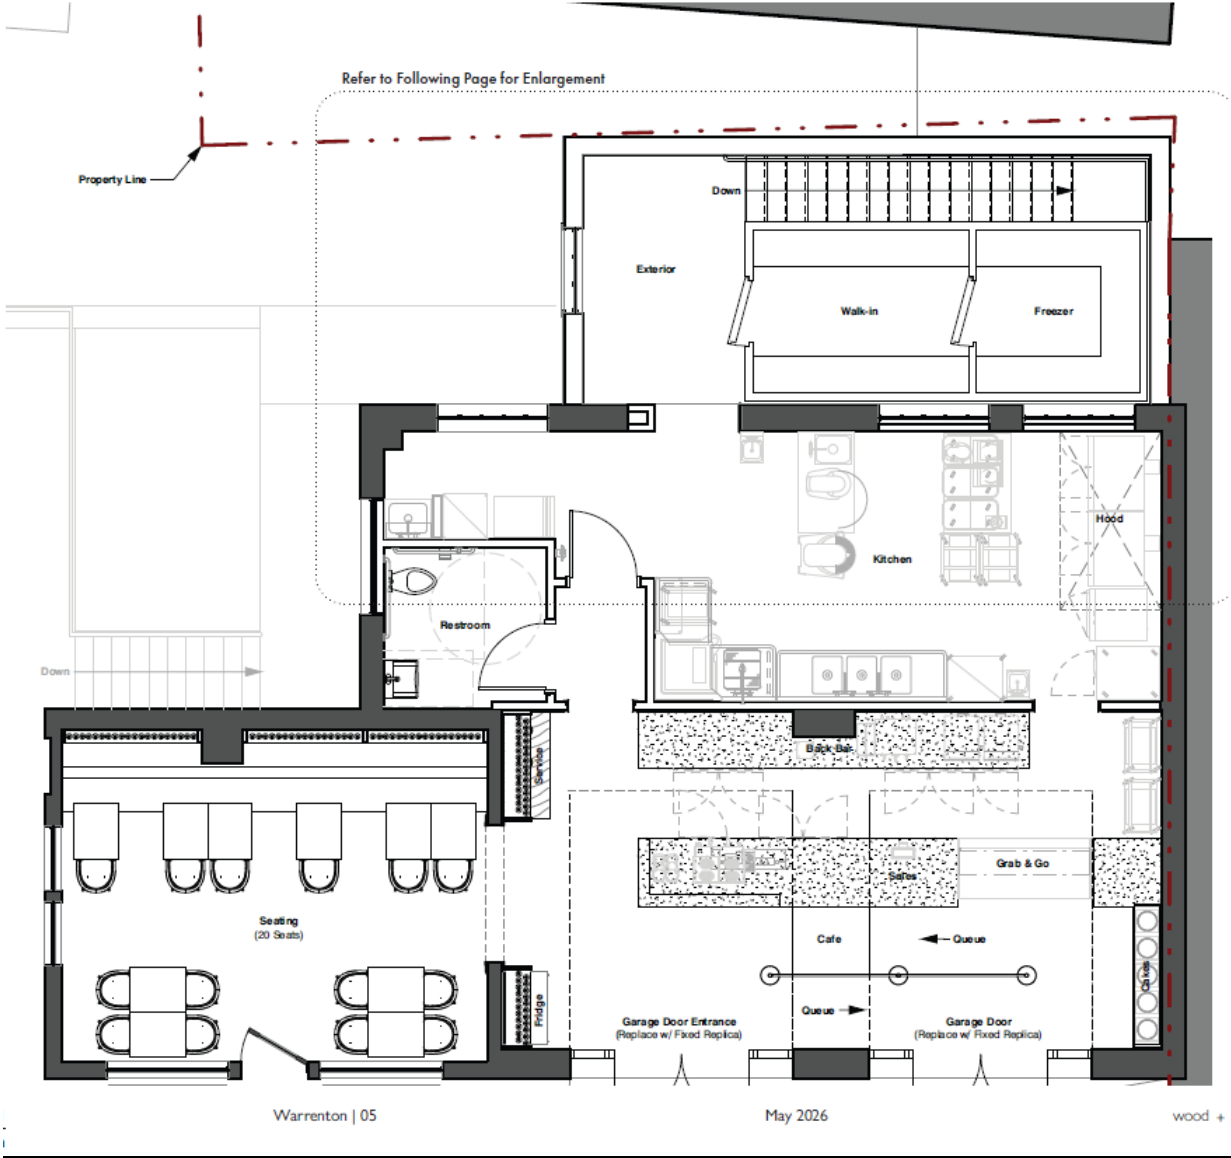 Refer to Following Page for Enlargement
Property Line
Down
Exterior
Walk-in
Freezer
Hood
Kitchen
Restroom
Down
Back Bar
Service
Grab & Go
Sales
Seating
(20 Seats)
Cafe
Queue
Cakes
Queue
Fridge
Garage Door Entrance
(Replace w/ Fixed Replica)
Garage Door
(Replace w/ Fixed Replica)
Warrenton | 05
May 2026
wood +